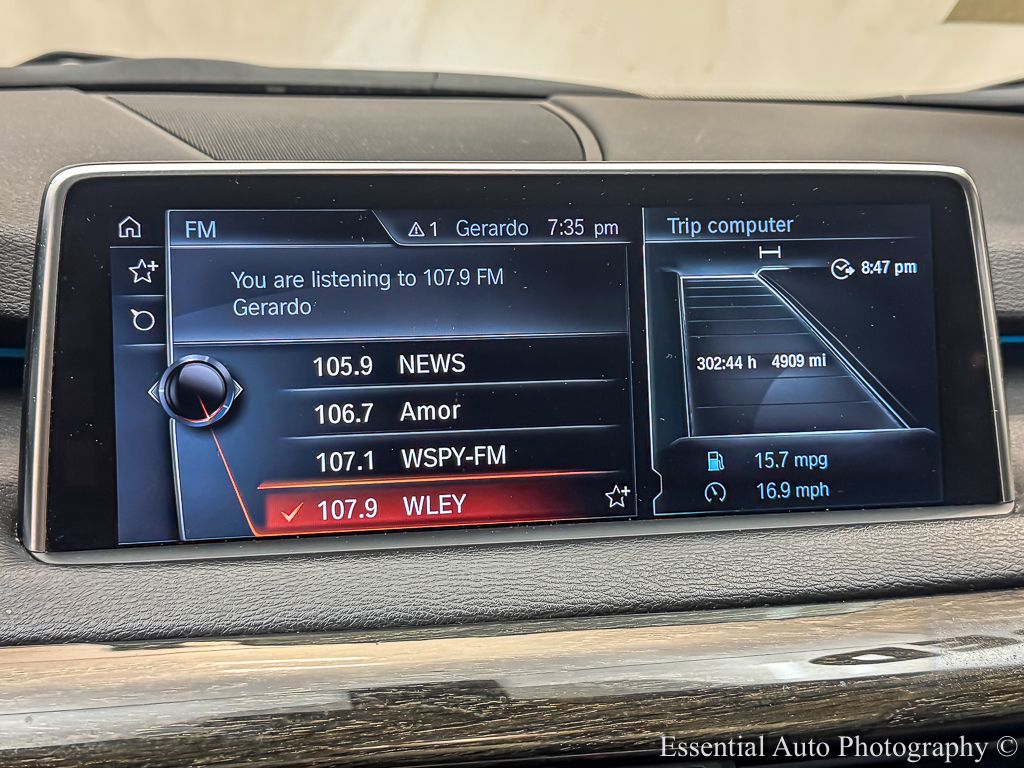 FM
1 Gerardo 7:35 pm
You are listening to 107.9 FM
Gerardo
105.9 NEWS
106.7 Amor
107.1 WSPY-FM
107.9 WLEY
Trip computer
8:47 pm
302:44 h 4909 mi
15.7 mpg
16.9 mph
Essential Auto Photography ©